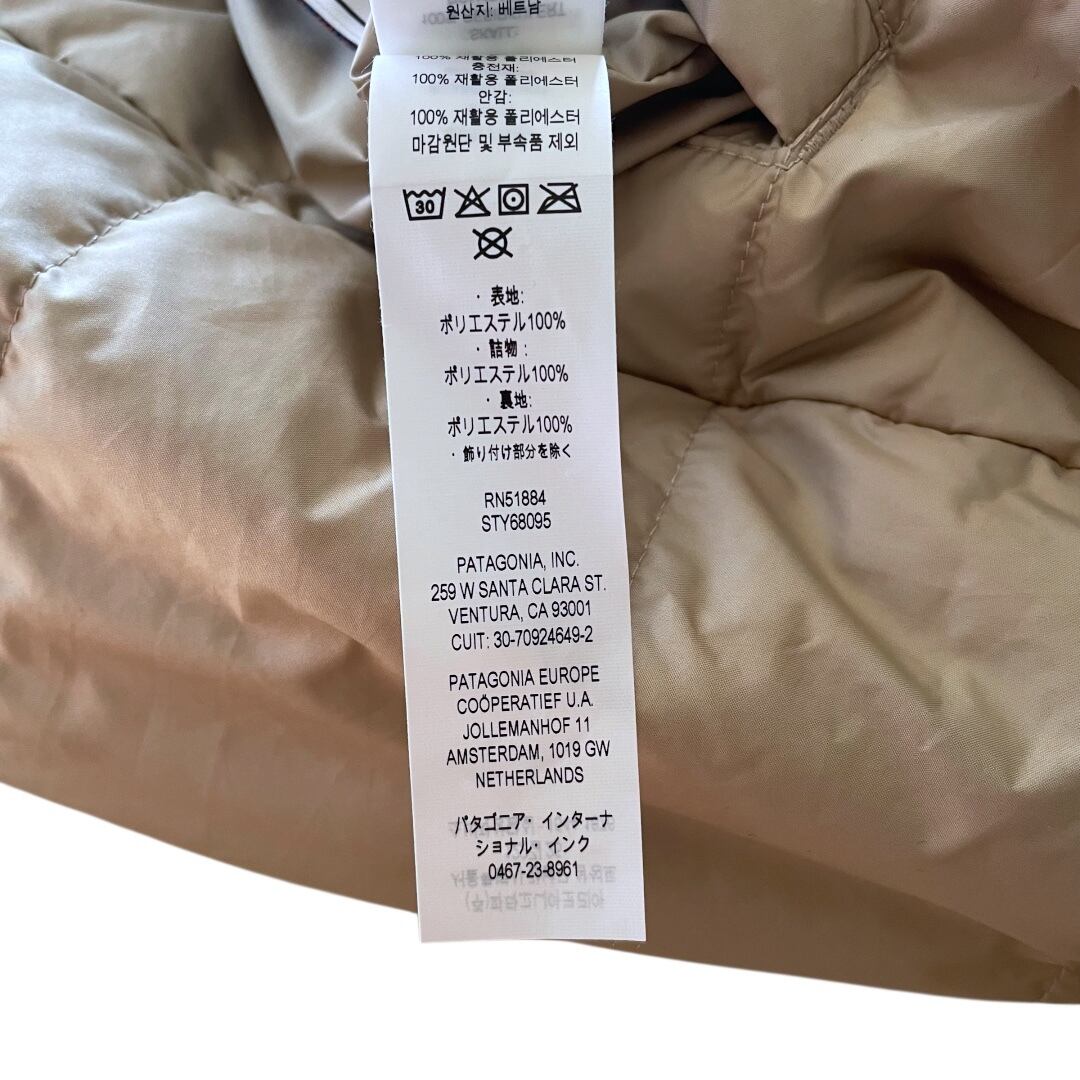 원산지: 베트남
100% 재활용 폴리에스터
충전재:
100% 재활용 폴리에스터
안감:
100% 재활용 폴리에스터
마감원단 및 부속품 제외
30
・表地:
ポリエステル100%
・詰物:
ポリエステル100%
・裏地:
ポリエステル100%
・飾り付け部分を除く
RN51884
STY68095
PATAGONIA, INC.
259 W SANTA CLARA ST.
VENTURA, CA 93001
CUIT: 30-70924649-2
PATAGONIA EUROPE
COÖPERATIEF U.A.
JOLLEMANHOF 11
AMSTERDAM, 1019 GW
NETHERLANDS
パタゴニア・インターナ
ショナル・インク
0467-23-8961